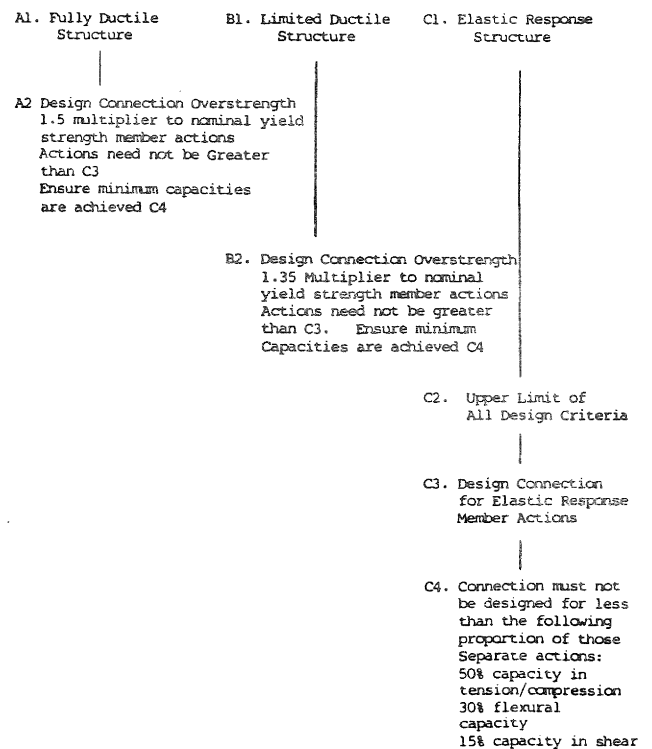 A1. Fully Ductile
Structure
B1. Limited Ductile
Structure
C1. Elastic Response
Structure
A2 Design Connection Overstrength
1.5 multiplier to nominal yield
strength member actions
Actions need not be Greater
than C3
Ensure minimum capacities
are achieved C4
B2. Design Connection Overstrength
1.35 Multiplier to nominal
yield strength member actions
Actions need not be greater
than C3. Ensure minimum
Capacities are achieved C4
C2. Upper Limit of
All Design Criteria
C3. Design Connection
for Elastic Response
Member Actions
C4. Connection must not
be designed for less
than the following
proportion of those
Separate actions:
50% capacity in
tension/compression
30% flexural
capacity
15% capacity in shear